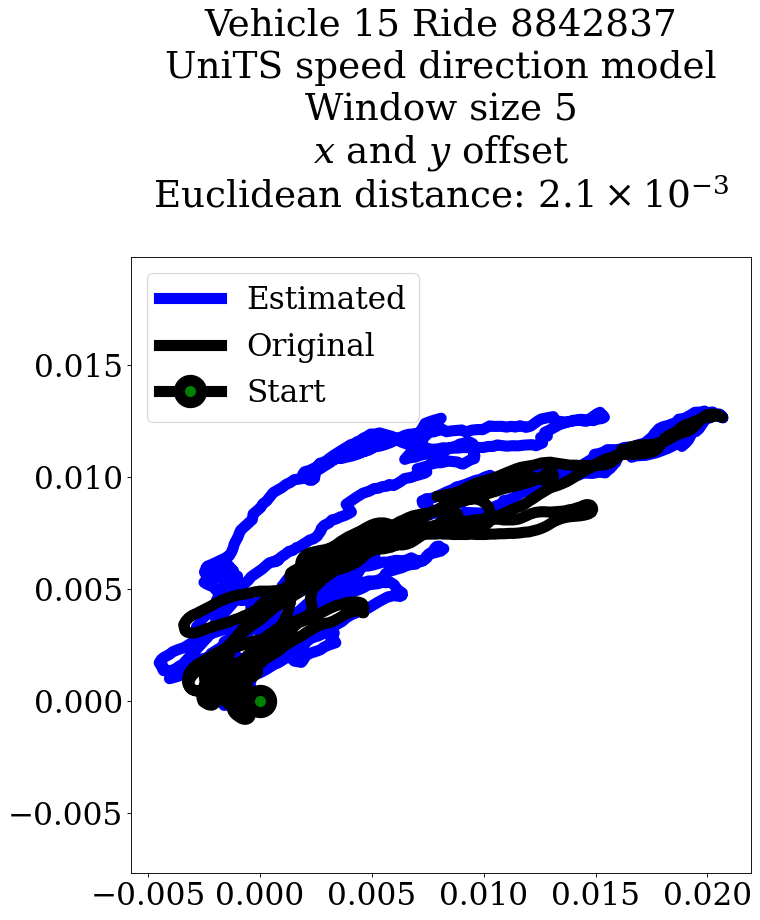 Vehicle 15 Ride 8842837
UniTS speed direction model
Window size 5
x and y offset
Euclidean distance: 2.1 × 10⁻³
Estimated
Original
Start
0.015
0.010
0.005
0.000
−0.005
−0.005 0.000 0.005 0.010 0.015 0.020